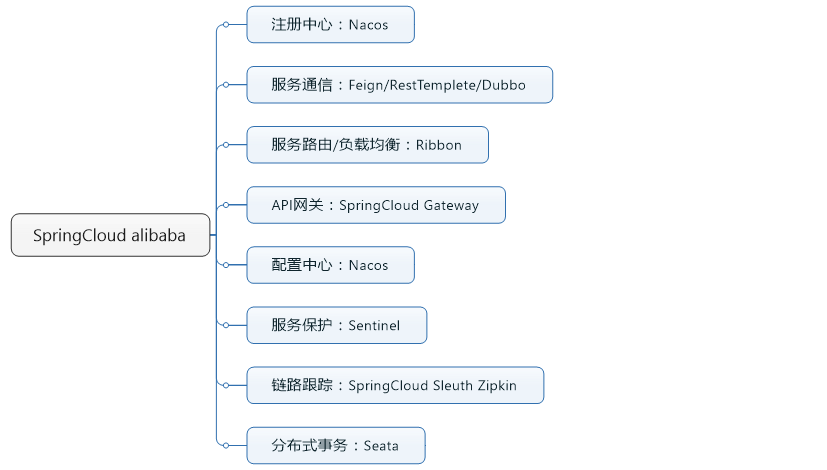 注册中心：Nacos
服务通信：Feign/RestTemplete/Dubbo
服务路由/负载均衡：Ribbon
API网关：SpringCloud Gateway
SpringCloud alibaba
配置中心：Nacos
服务保护：Sentinel
链路跟踪：SpringCloud Sleuth Zipkin
分布式事务：Seata